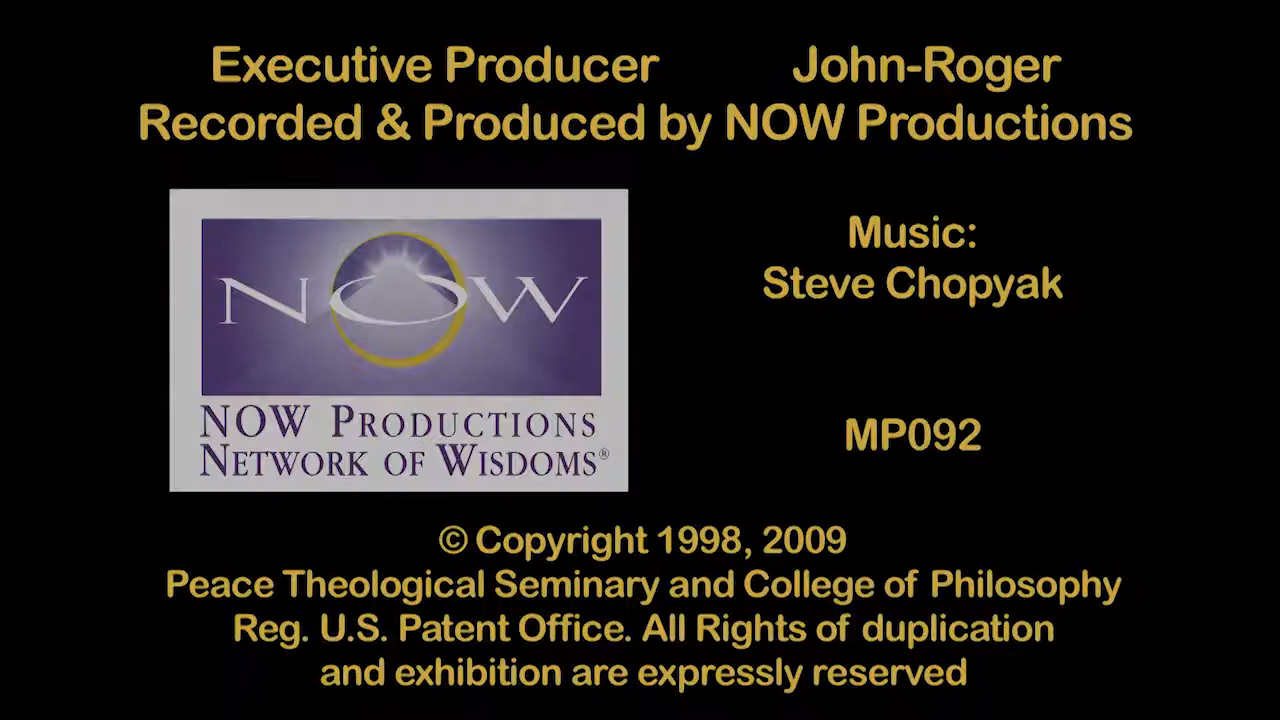 Executive Producer John-Roger
Recorded & Produced by NOW Productions
NOW
NOW PRODUCTIONS
NETWORK OF WISDOMS®
Music:
Steve Chopyak
MP092
© Copyright 1998, 2009
Peace Theological Seminary and College of Philosophy
Reg. U.S. Patent Office. All Rights of duplication
and exhibition are expressly reserved